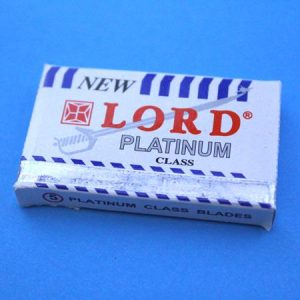 NEW
LORD®
PLATINUM
CLASS
5 PLATINUM CLASS BLADES